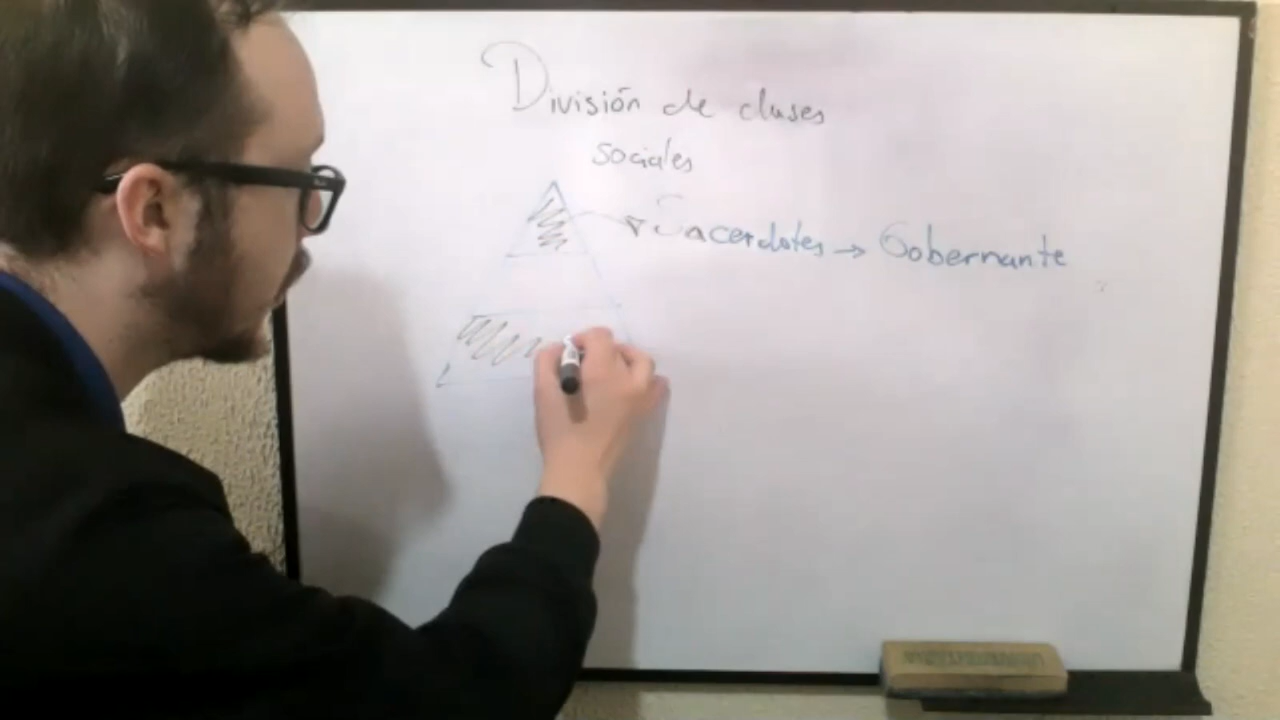 División de clases
sociales
Sacerdotes → Gobernante